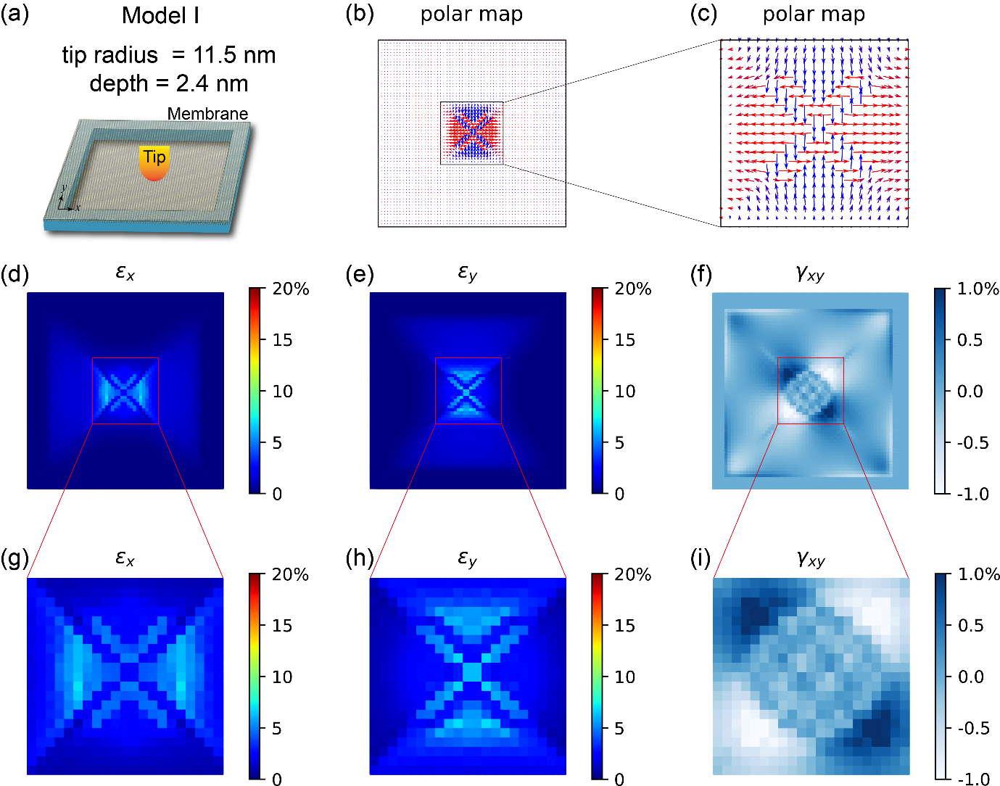 (a)
Model I
tip radius = 11.5 nm
depth = 2.4 nm
Membrane
Tip
y
x
(b)
polar map
(c)
polar map
(d)
εx
20%
15
10
5
0
(e)
εy
20%
15
10
5
0
(f)
γxy
1.0%
0.5
0.0
-0.5
-1.0
(g)
εx
20%
15
10
5
0
(h)
εy
20%
15
10
5
0
(i)
γxy
1.0%
0.5
0.0
-0.5
-1.0